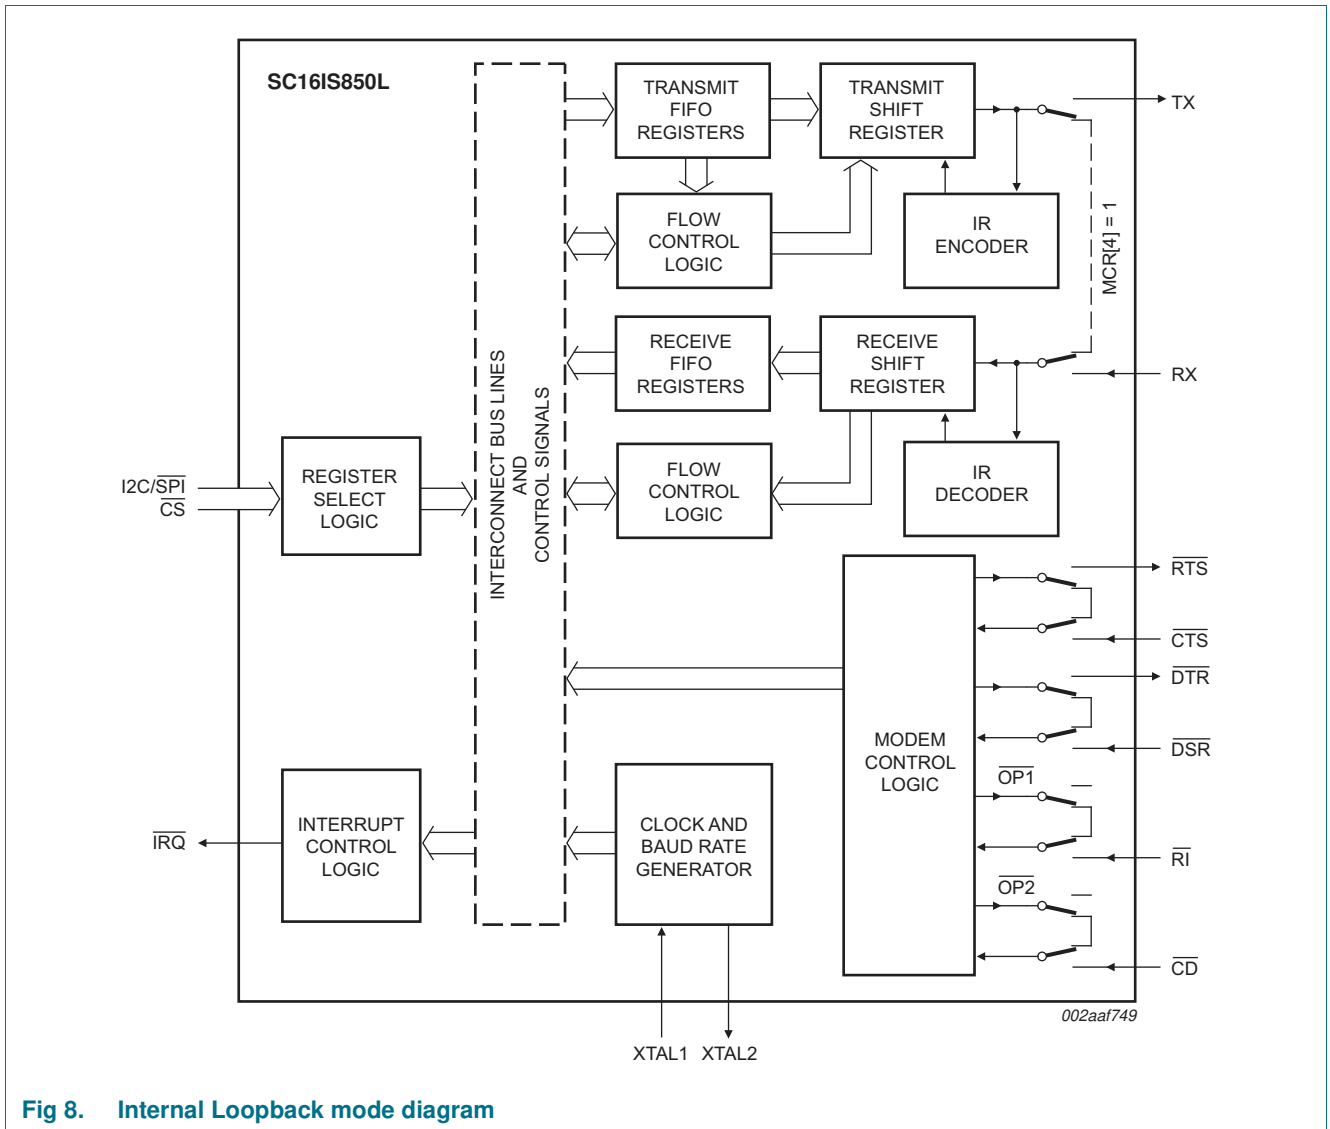 SC16IS850L
TRANSMIT
FIFO
REGISTERS
TRANSMIT
SHIFT
REGISTER
TX
FLOW
CONTROL
LOGIC
IR
ENCODER
MCR[4] = 1
RECEIVE
FIFO
REGISTERS
RECEIVE
SHIFT
REGISTER
RX
INTERCONNECT BUS LINES
AND
CONTROL SIGNALS
I2C/SPI
CS
REGISTER
SELECT
LOGIC
FLOW
CONTROL
LOGIC
IR
DECODER
RTS
CTS
DTR
MODEM
CONTROL
LOGIC
DSR
OP1
IRQ
INTERRUPT
CONTROL
LOGIC
CLOCK AND
BAUD RATE
GENERATOR
RI
OP2
CD
002aaf749
XTAL1 XTAL2
Fig 8. Internal Loopback mode diagram